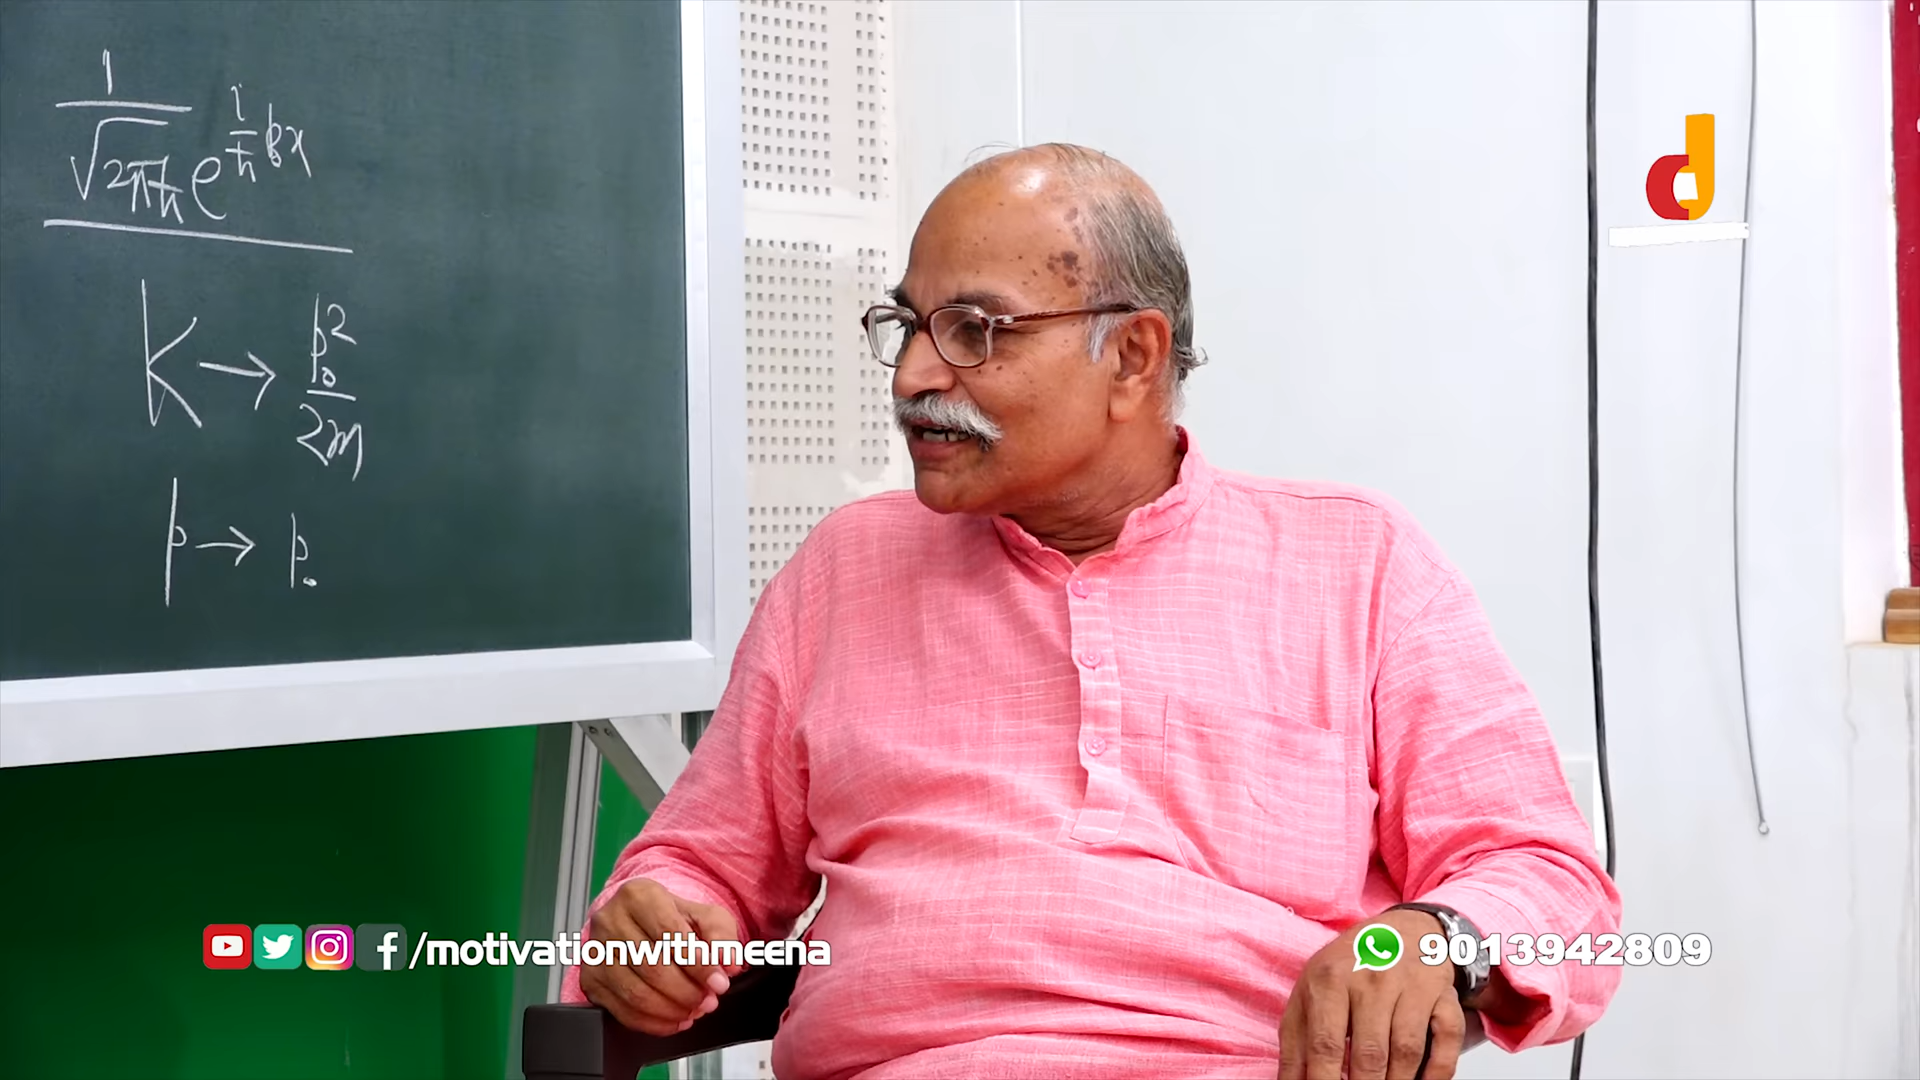 1
√2πħ e^(i/ħ px)
K → p₀²
2m
p → p₀
/motivationwithmeena
9013942809